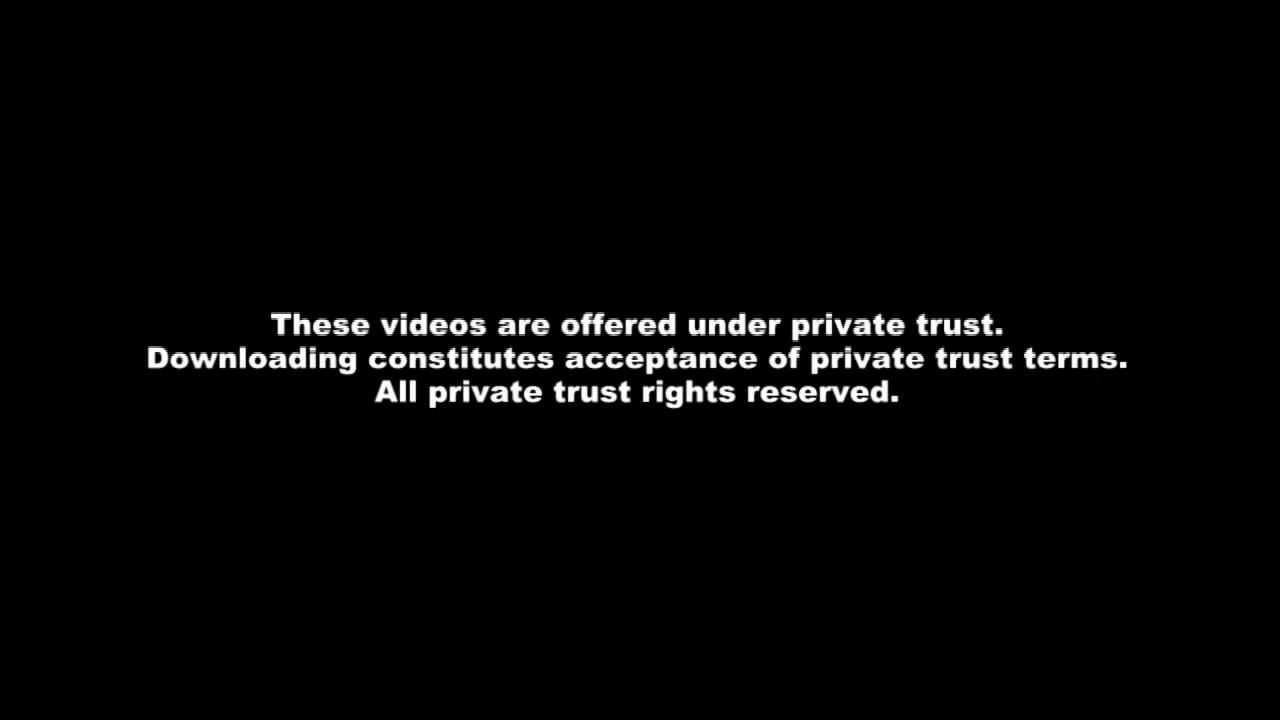 These videos are offered under private trust.
Downloading constitutes acceptance of private trust terms.
All private trust rights reserved.